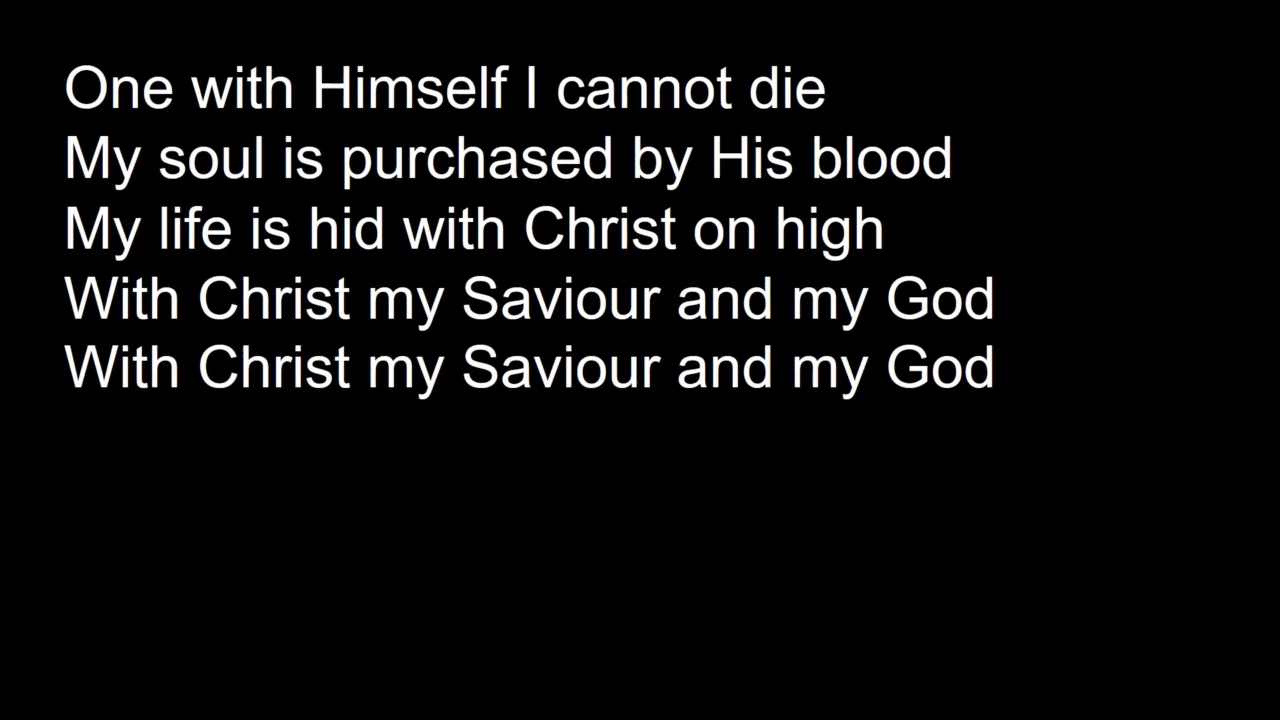 One with Himself I cannot die
My soul is purchased by His blood
My life is hid with Christ on high
With Christ my Saviour and my God
With Christ my Saviour and my God